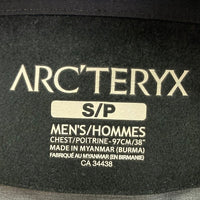 ARC'TERYX
S/P
MEN'S/HOMMES
CHEST/POITRINE-97CM/38"
MADE IN MYANMAR (BURMA)
FABRIQUÉ AU MYANMAR (EN BIRMANIE)
CA 34438